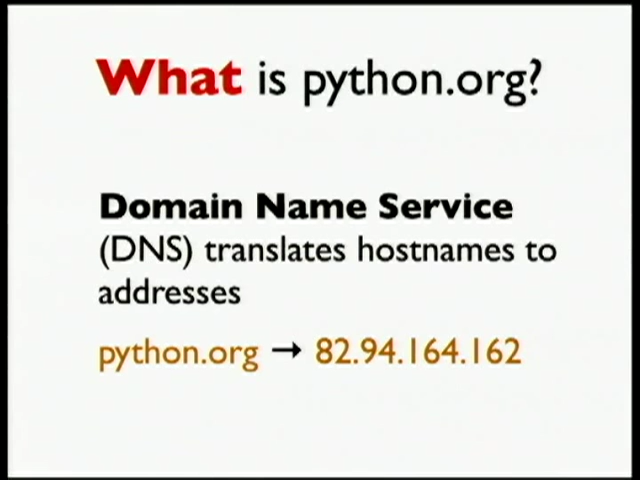 What is python.org?
Domain Name Service
(DNS) translates hostnames to
addresses
python.org → 82.94.164.162